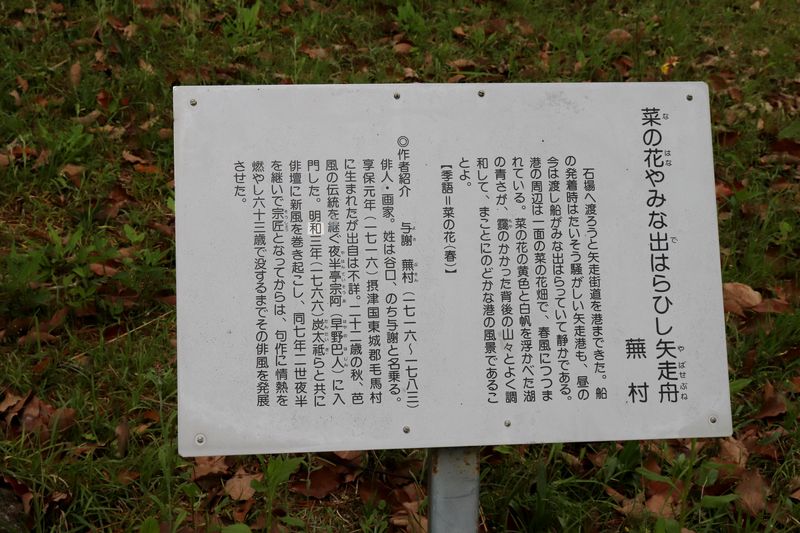 菜の花やみな出はらひし矢走舟
蕪村
石場へ渡ろうと矢走街道を港まできた。船
の発着時はたいそう騒がしい矢走港も、昼の
今は渡し船がみな出はらっていて静かである。
港の周辺は一面の菜の花畑で、春風につつま
れている。菜の花の黄色と白帆を浮かべた湖
の青さが、靄のかかった背後の山々とよく調
和して、まことにのどかな港の風景であるこ
とよ。
【季語＝菜の花（春）】
◎作者紹介　与謝　蕪村（一七一六～一七八三）
俳人・画家。姓は谷口、のち与謝と名乗る。
享保元年（一七一六）摂津国東城郡毛馬村
に生まれたが出自は不詳。二十二歳の秋、芭
風の伝統を継ぐ夜半亭宗阿（早野巴人）に入
門した。明和三年（一七六六）炭太祇らと共に
俳壇に新風を巻き起こし、同七年二世夜半
を継いで宗匠となってからは、句作に情熱を
燃やし六十三歳で没するまでその俳風を発展
させた。